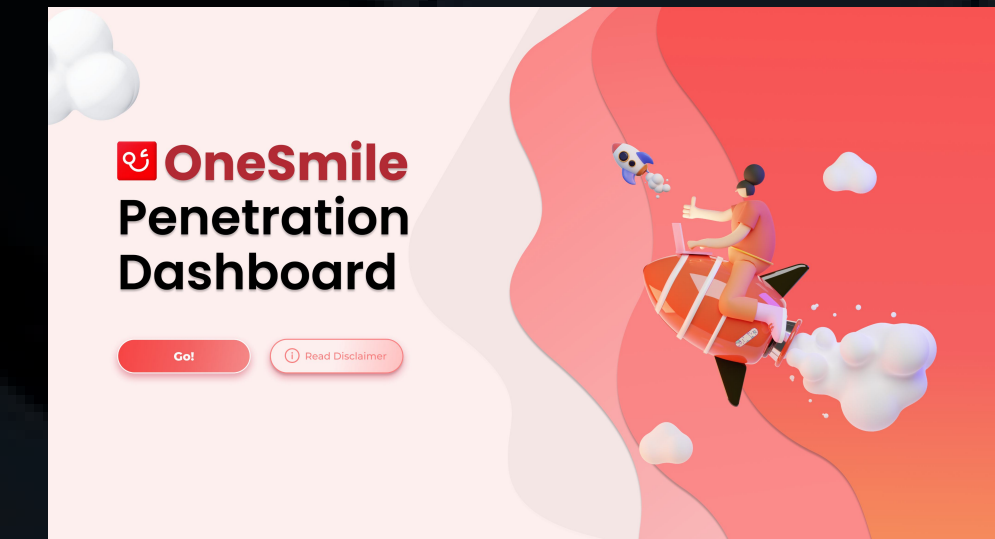 OneSmile
Penetration
Dashboard
Go!
Read Disclaimer